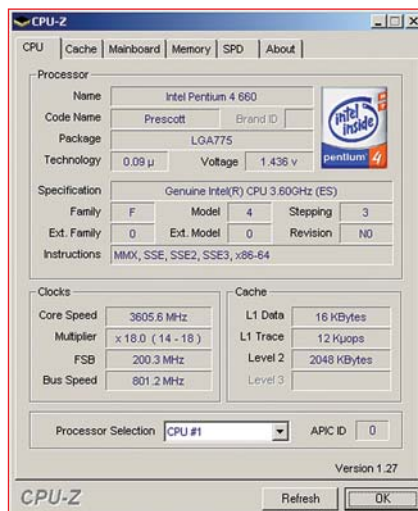 CPU-Z
CPU Cache Mainboard Memory SPD About
Processor
Name Intel Pentium 4 660
Code Name Prescott Brand ID
Package LGA775
Technology 0.09 µ Voltage 1.436 v
intel inside
pentium 4
Specification Genuine Intel(R) CPU 3.60GHz (ES)
Family F Model 4 Stepping 3
Ext. Family 0 Ext. Model 0 Revision N0
Instructions MMX, SSE, SSE2, SSE3, x86-64
Clocks
Core Speed 3605.6 MHz
Multiplier x 18.0 ( 14 - 18 )
FSB 200.3 MHz
Bus Speed 801.2 MHz
Cache
L1 Data 16 KBytes
L1 Trace 12 Kµops
Level 2 2048 KBytes
Level 3
Processor Selection CPU #1 APIC ID 0
Version 1.27
CPU-Z Refresh OK